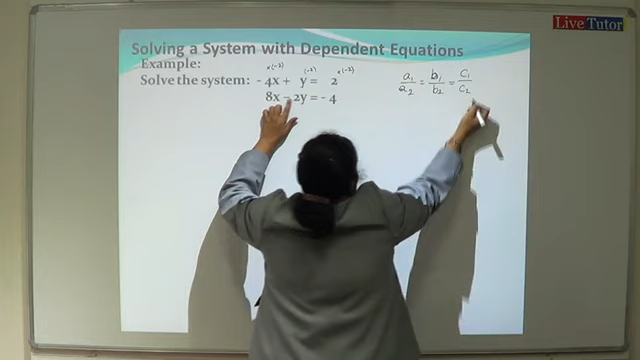 Live Tutor
Solving a System with Dependent Equations
Example:
×(-2) (-2) ×(-2)
Solve the system: - 4x + y = 2
8x - 2y = - 4
a₁/a₂ = b₁/b₂ = c₁/c₂